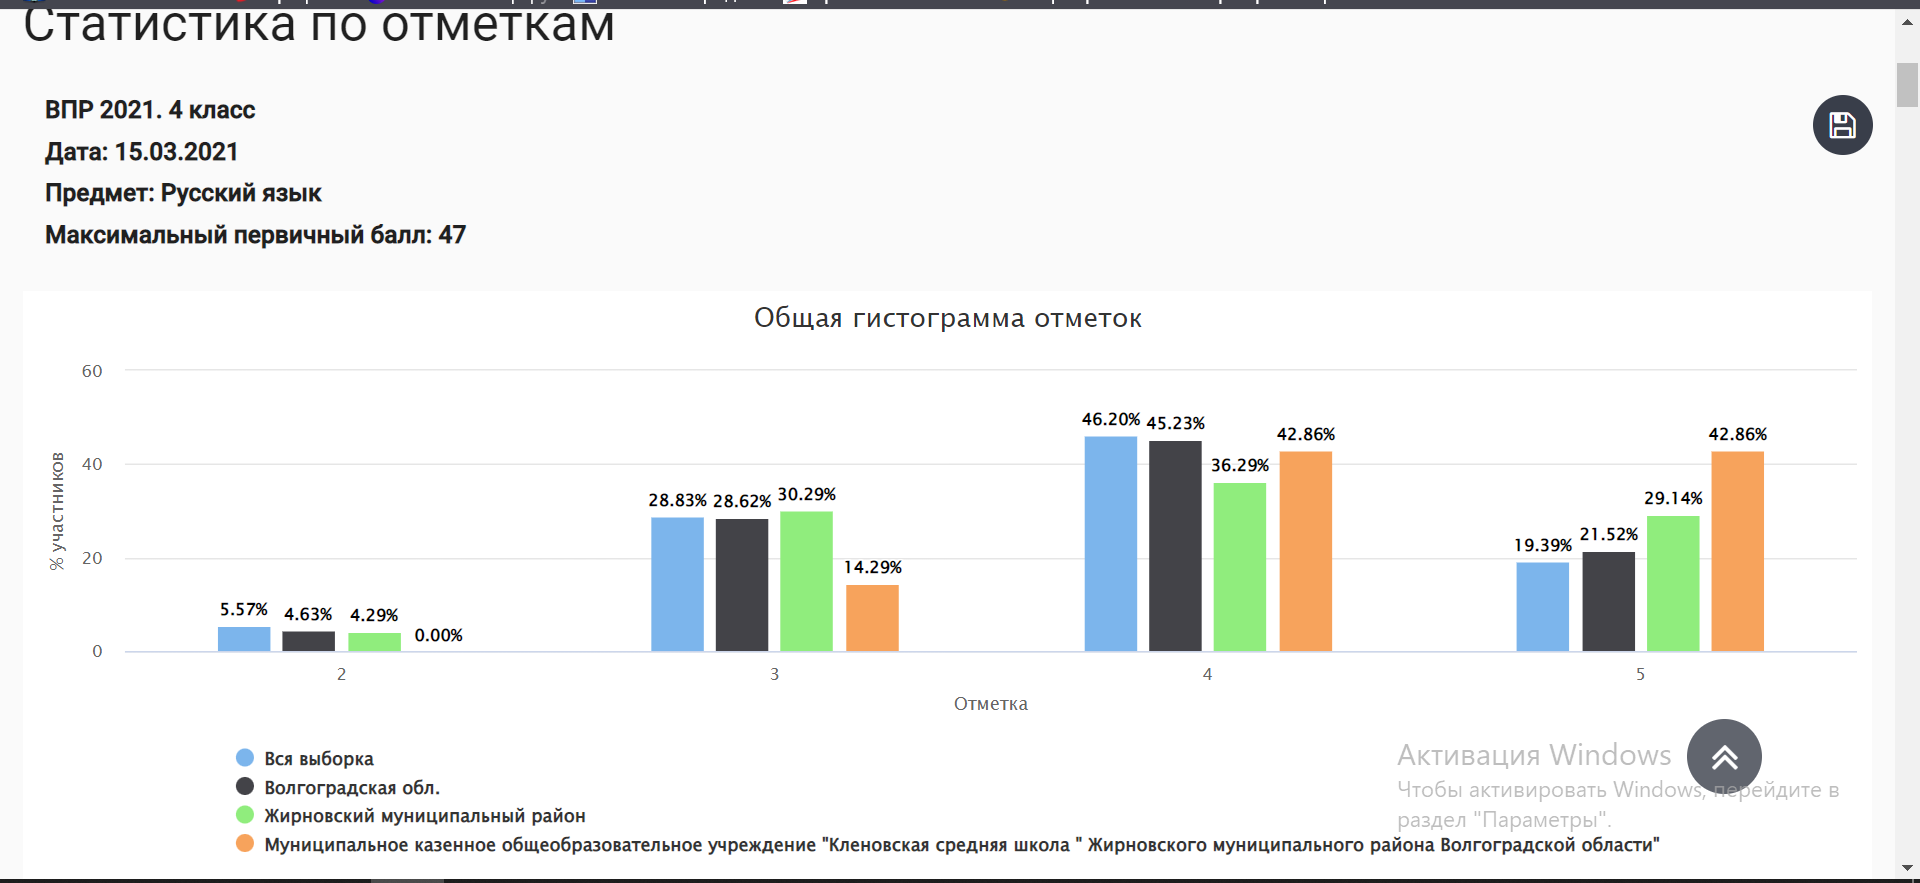 Статистика по отметкам
ВПР 2021. 4 класс
Дата: 15.03.2021
Предмет: Русский язык
Максимальный первичный балл: 47
Общая гистограмма отметок
% участников
60
40
20
0
5.57% 4.63% 4.29% 0.00%
28.83% 28.62% 30.29% 14.29%
46.20% 45.23% 36.29% 42.86%
19.39% 21.52% 29.14% 42.86%
2 3 4 5
Отметка
Вся выборка
Волгоградская обл.
Жирновский муниципальный район
Муниципальное казенное общеобразовательное учреждение "Кленовская средняя школа " Жирновского муниципального района Волгоградской области"
Активация Windows
Чтобы активировать Windows, перейдите в
раздел "Параметры".